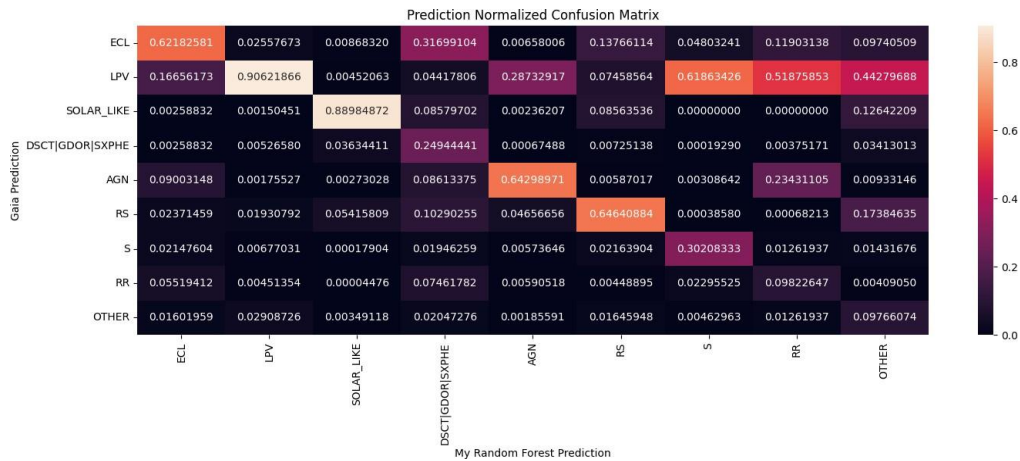 Prediction Normalized Confusion Matrix
ECL 0.62182581 0.02557673 0.00868320 0.31699104 0.00658006 0.13766114 0.04803241 0.11903138 0.09740509
LPV 0.16656173 0.90621866 0.00452063 0.04417806 0.28732917 0.07458564 0.61863426 0.51875853 0.44279688
SOLAR_LIKE 0.00258832 0.00150451 0.88984872 0.08579702 0.00236207 0.08563536 0.00000000 0.00000000 0.12642209
DSCT|GDOR|SXPHE 0.00258832 0.00526580 0.03634411 0.24944441 0.00067488 0.00725138 0.00019290 0.00375171 0.03413013
AGN 0.09003148 0.00175527 0.00273028 0.08613375 0.64298971 0.00587017 0.00308642 0.23431105 0.00933146
RS 0.02371459 0.01930792 0.05415809 0.10290255 0.04656656 0.64640884 0.00038580 0.00068213 0.17384635
S 0.02147604 0.00677031 0.00017904 0.01946259 0.00573646 0.02163904 0.30208333 0.01261937 0.01431676
RR 0.05519412 0.00451354 0.00004476 0.07461782 0.00590518 0.00448895 0.02295525 0.09822647 0.00409050
OTHER 0.01601959 0.02908726 0.00349118 0.02047276 0.00185591 0.01645948 0.00462963 0.01261937 0.09766074
Gaia Prediction
ECL LPV SOLAR_LIKE DSCT|GDOR|SXPHE AGN RS S RR OTHER
My Random Forest Prediction
0.8
0.6
0.4
0.2
0.0